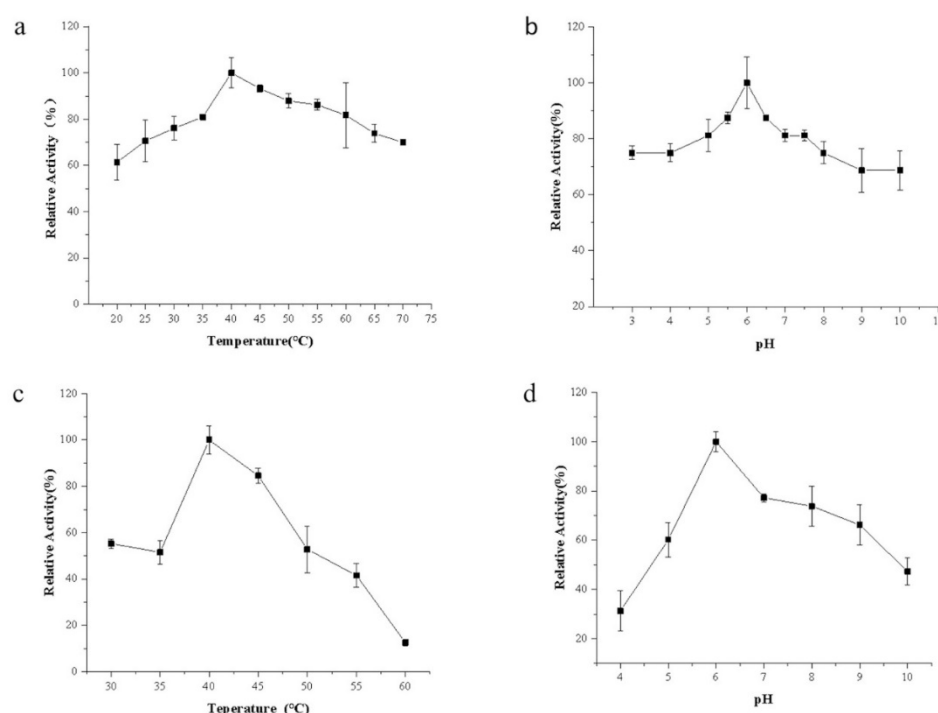 a
Relative Activity (%)
120
100
80
60
40
20
0
20 25 30 35 40 45 50 55 60 65 70 75
Temperature(°C)
b
Relative Activity(%)
120
100
80
60
40
20
3 4 5 6 7 8 9 10 1
pH
c
Relative Activity(%)
120
100
80
60
40
20
0
30 35 40 45 50 55 60
Teperature (°C)
d
Relative Activity(%)
120
100
80
60
40
20
4 5 6 7 8 9 10
pH